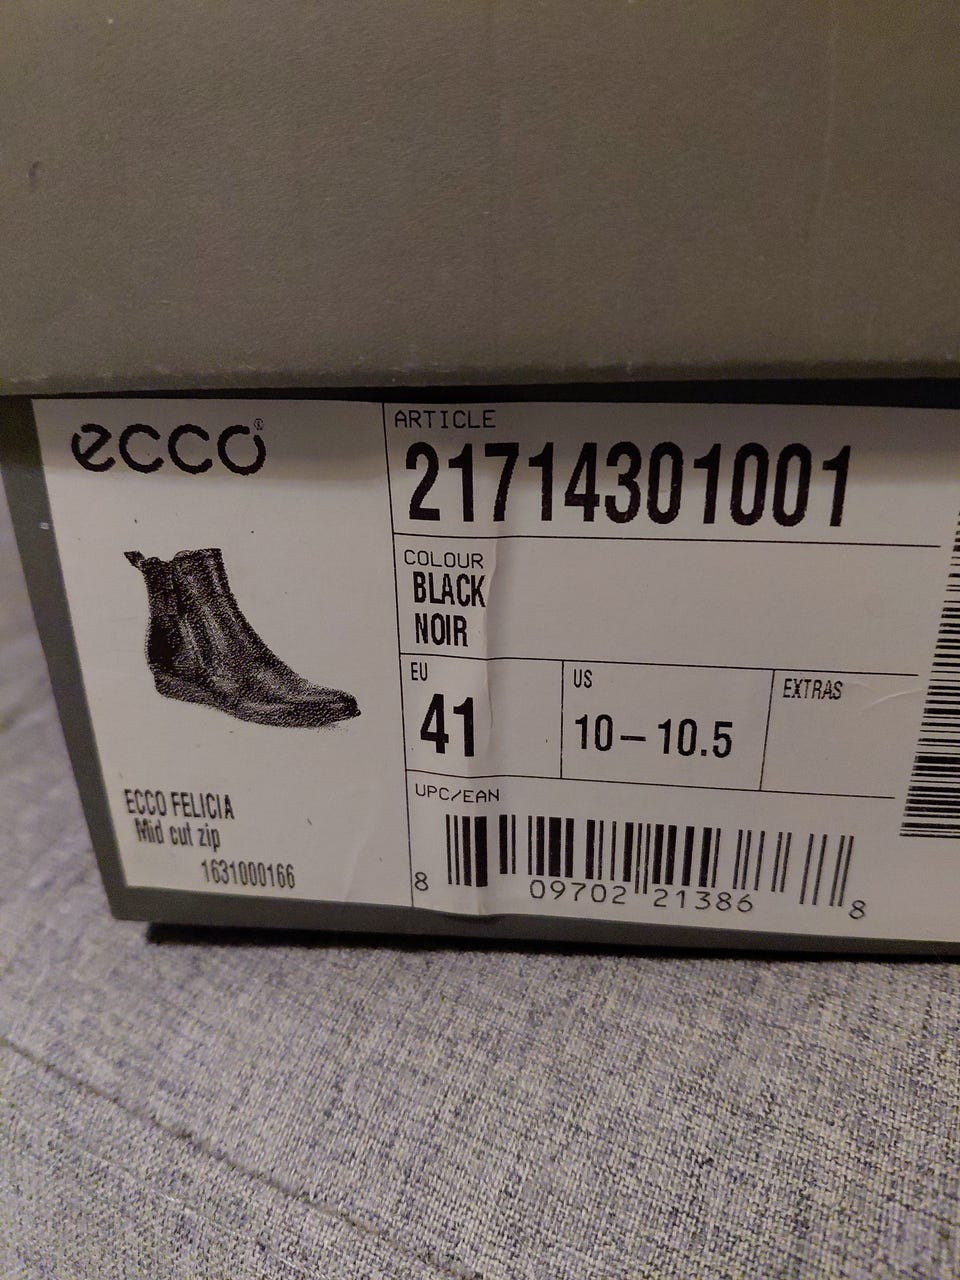 ecco®
ARTICLE
21714301001
COLOUR
BLACK
NOIR
EU
41
US
10-10.5
EXTRAS
UPC/EAN
8 09702 21386 8
ECCO FELICIA
Mid cut zip
1631000166